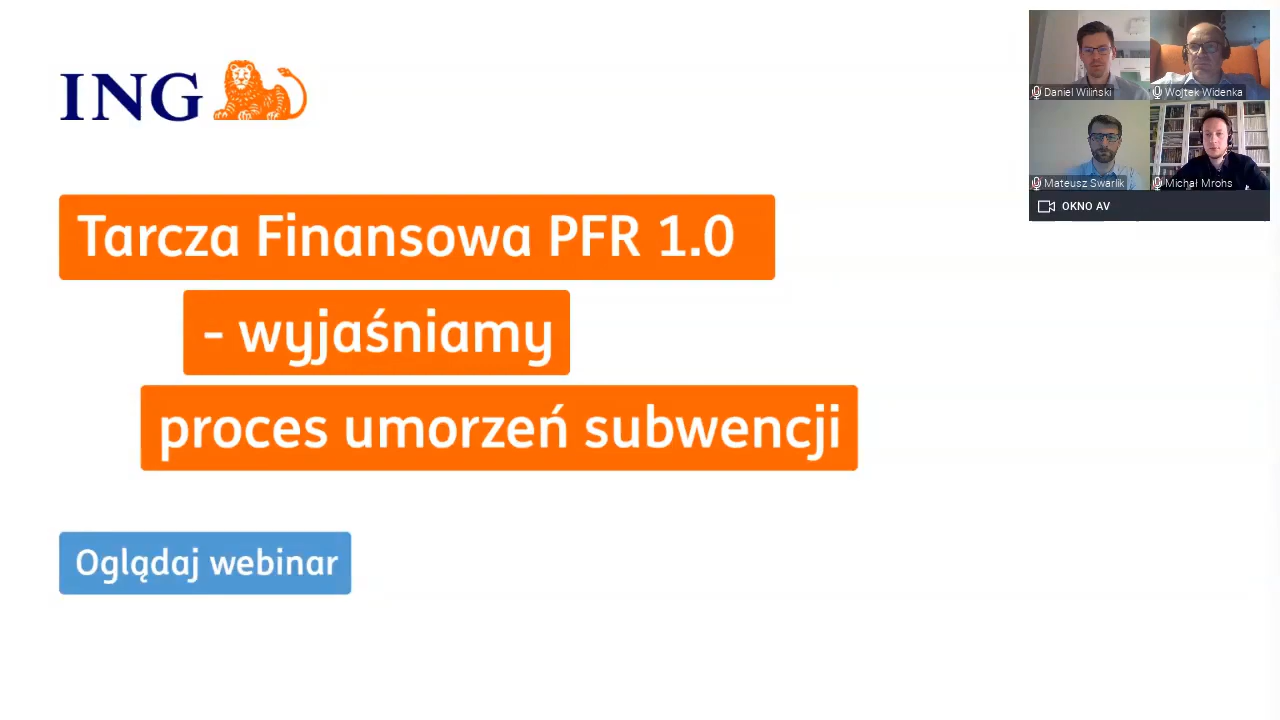 ING
Tarcza Finansowa PFR 1.0
- wyjaśniamy
proces umorzeń subwencji
Oglądaj webinar
Daniel Wiliński
Wojtek Widenka
Mateusz Swarlik
Michał Mrohs
OKNO AV